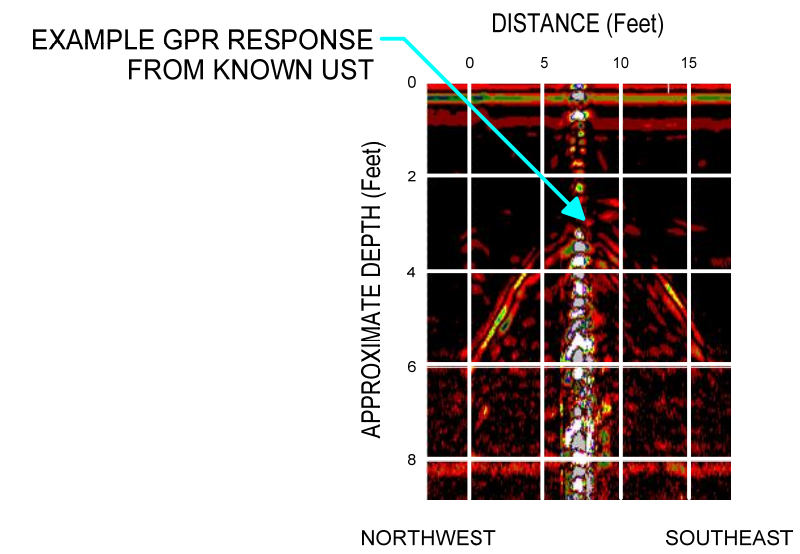 DISTANCE (Feet)
EXAMPLE GPR RESPONSE
FROM KNOWN UST
0 5 10 15
0
2
4
6
8
APPROXIMATE DEPTH (Feet)
NORTHWEST SOUTHEAST